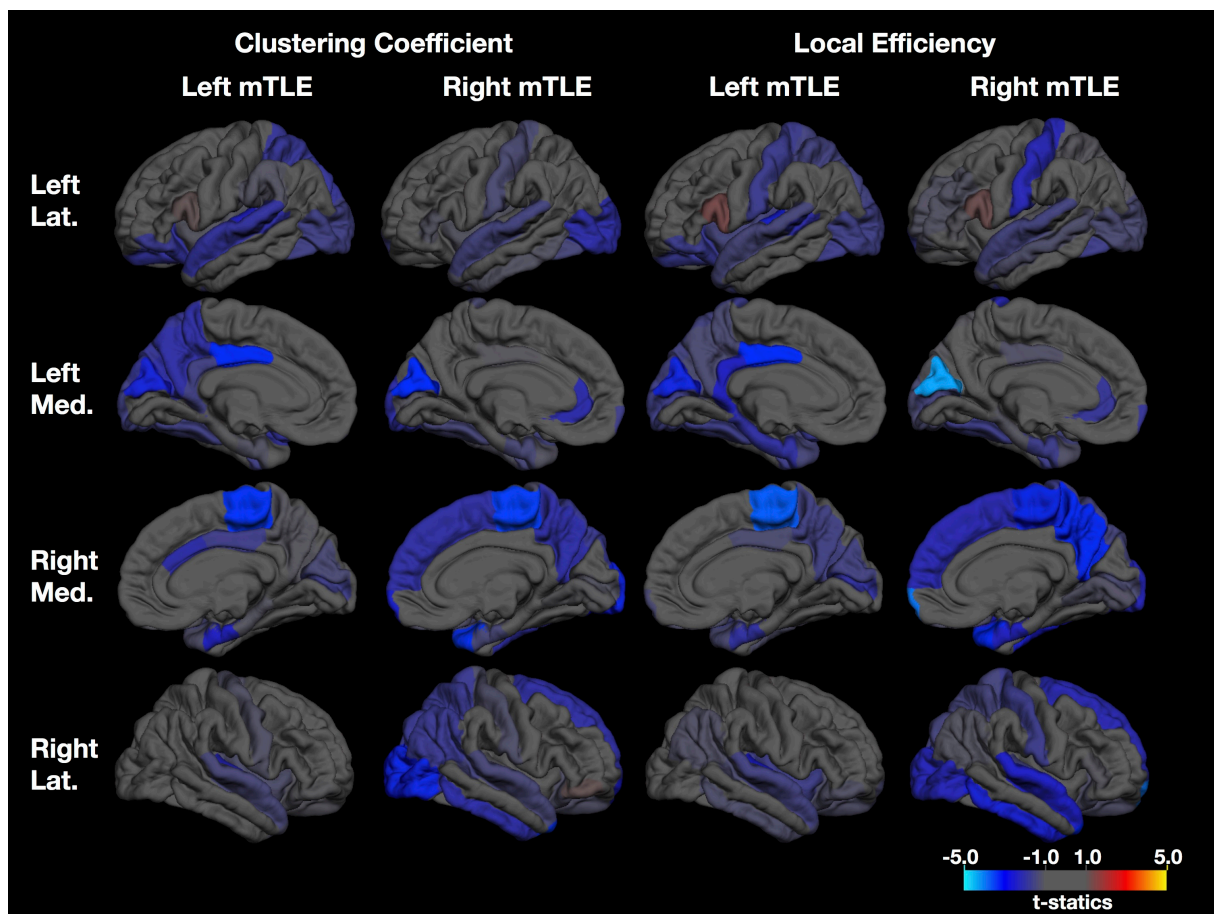 Clustering Coefficient Local Efficiency
Left mTLE Right mTLE Left mTLE Right mTLE
Left
Lat.
Left
Med.
Right
Med.
Right
Lat.
-5.0 -1.0 1.0 5.0
t-statics